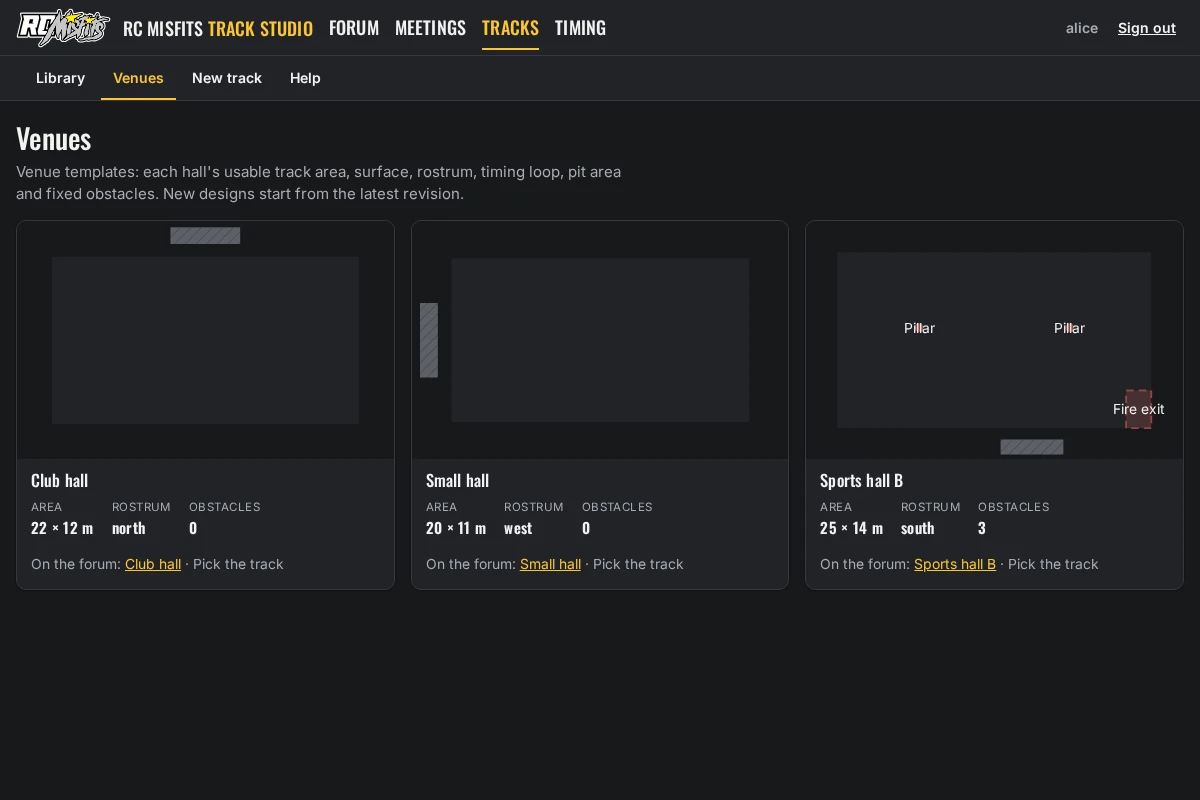 RC Misfits
RC MISFITS TRACK STUDIO FORUM MEETINGS TRACKS TIMING alice Sign out
Library Venues New track Help
Venues
Venue templates: each hall's usable track area, surface, rostrum, timing loop, pit area
and fixed obstacles. New designs start from the latest revision.
Club hall
AREA ROSTRUM OBSTACLES
22 × 12 m north 0
On the forum: Club hall · Pick the track
Small hall
AREA ROSTRUM OBSTACLES
20 × 11 m west 0
On the forum: Small hall · Pick the track
Pillar Pillar
Fire exit
Sports hall B
AREA ROSTRUM OBSTACLES
25 × 14 m south 3
On the forum: Sports hall B · Pick the track